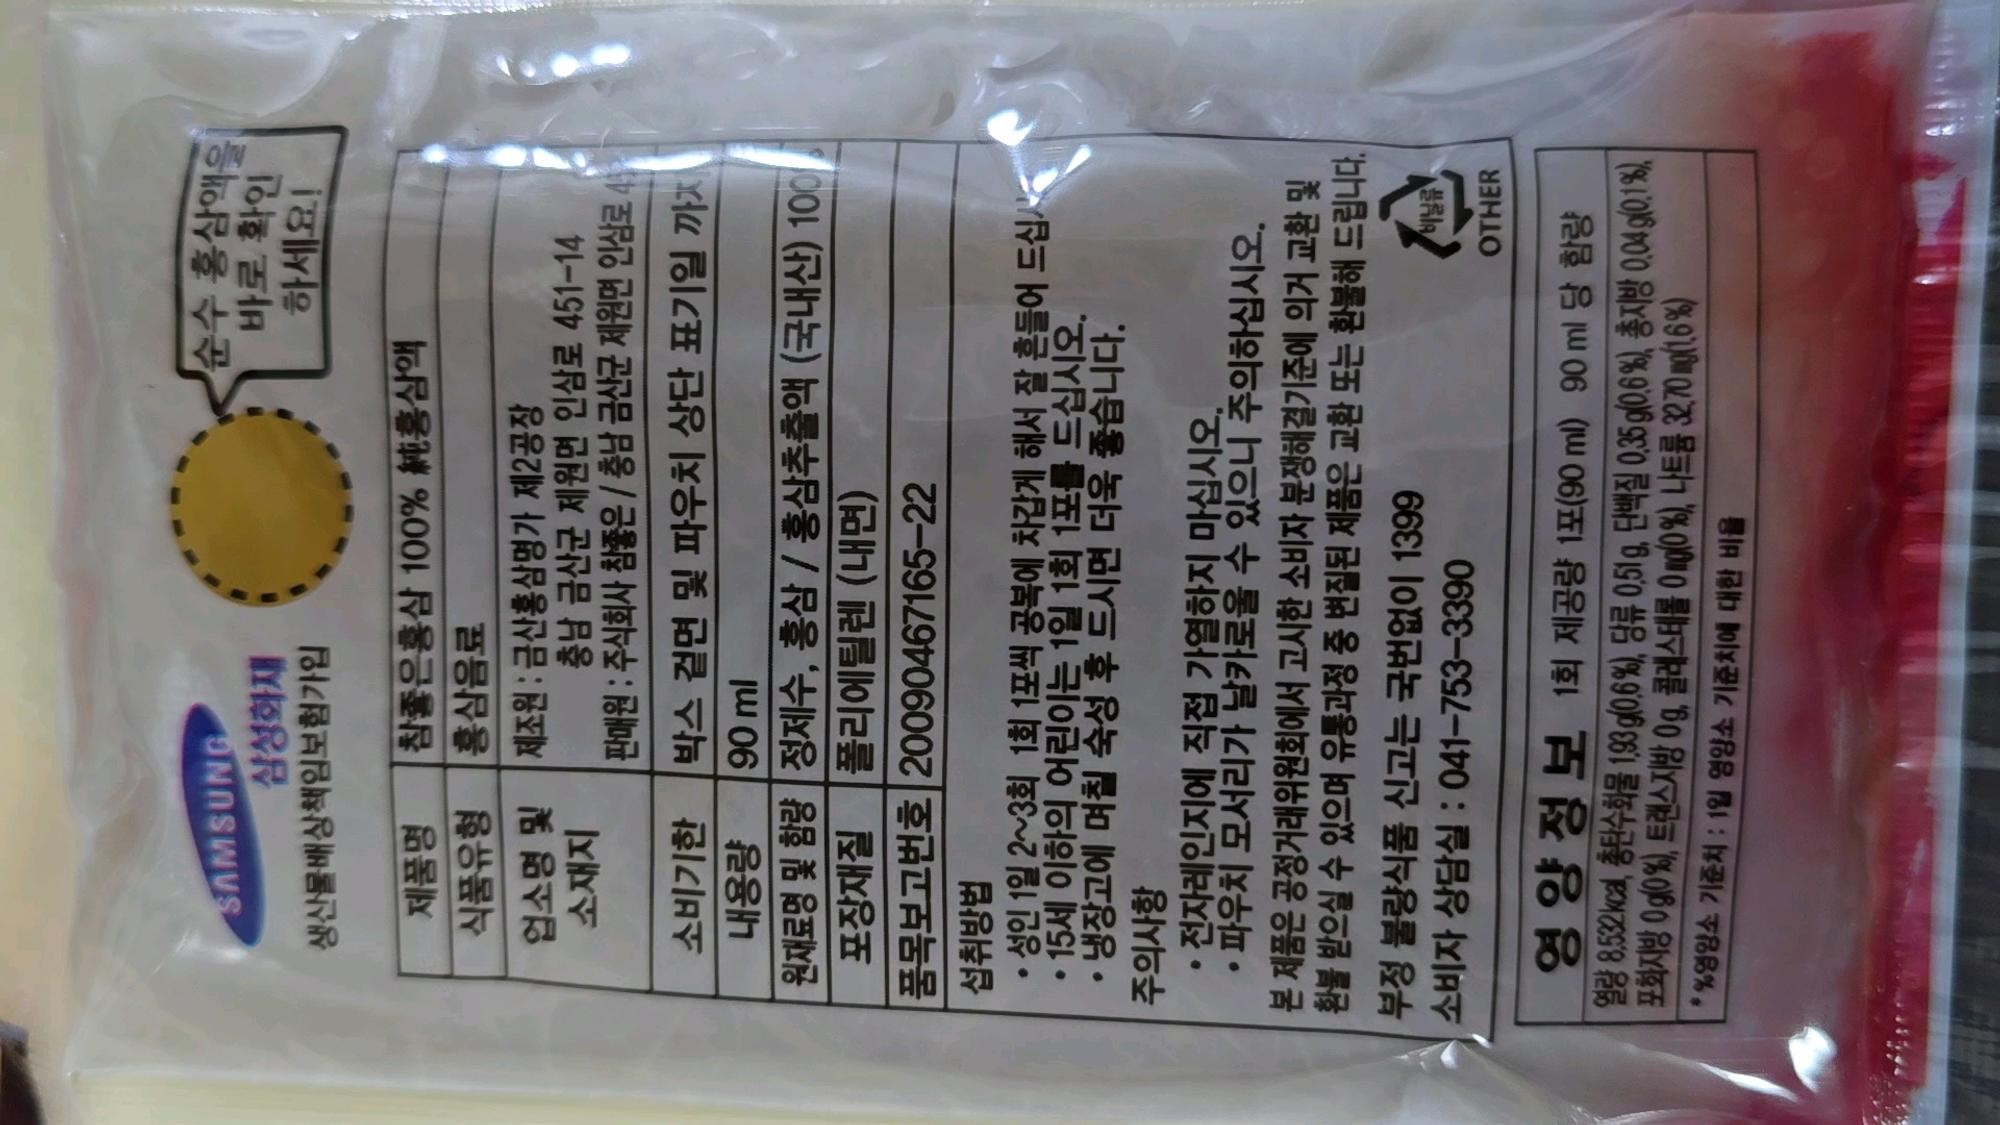 SAMSUNG
삼성화재
생산물배상책임보험가입
순수 홍삼액을
바로 확인
하세요!
제품명 참좋은홍삼 100% 純홍삼액
식품유형 홍삼음료
업소명 및 소재지 제조원 : 금산홍삼명가 제2공장
충남 금산군 제원면 인삼로 451-14
판매원 : 주식회사 참좋은 / 충남 금산군 제원면 인삼로
소비기한 박스 겉면 및 파우치 상단 표기일 까지
내용량 90 ml
원재료명 및 함량 정제수, 홍삼 / 홍삼추출액 (국내산) 100%
포장재질 폴리에틸렌 (내면)
품목보고번호 20090467165-22
섭취방법
• 성인 1일 2~3회 1회 1포씩 공복에 차갑게 해서 잘 흔들어 드십시
• 15세 이하의 어린이는 1일 1회 1포를 드십시오.
• 냉장고에 며칠 숙성 후 드시면 더욱 좋습니다.
주의사항
• 전자레인지에 직접 가열하지 마십시오.
• 파우치 모서리가 날카로울 수 있으니 주의하십시오.
본 제품은 공정거래위원회에서 고시한 소비자 분쟁해결기준에 의거 교환 및
환불 받으실 수 있으며 유통과정 중 변질된 제품은 교환 또는 환불해 드립니다.
부정 불량식품 신고는 국번없이 1399
소비자 상담실 : 041-753-3390
비닐류
OTHER
영 양 정 보 1회 제공량 1포(90 ml) 90 ml 당 함량
열량 8.532kcal, 총탄수화물 1.93g(0.6%), 당류 0.51g, 단백질 0.35g(0.6%), 총지방 0.04g(0.1%),
포화지방 0g(0%), 트랜스지방 0g, 콜레스테롤 0mg(0%), 나트륨 32.70mg(1.6%)
* %영양소 기준치 : 1일 영양소 기준치에 대한 비율